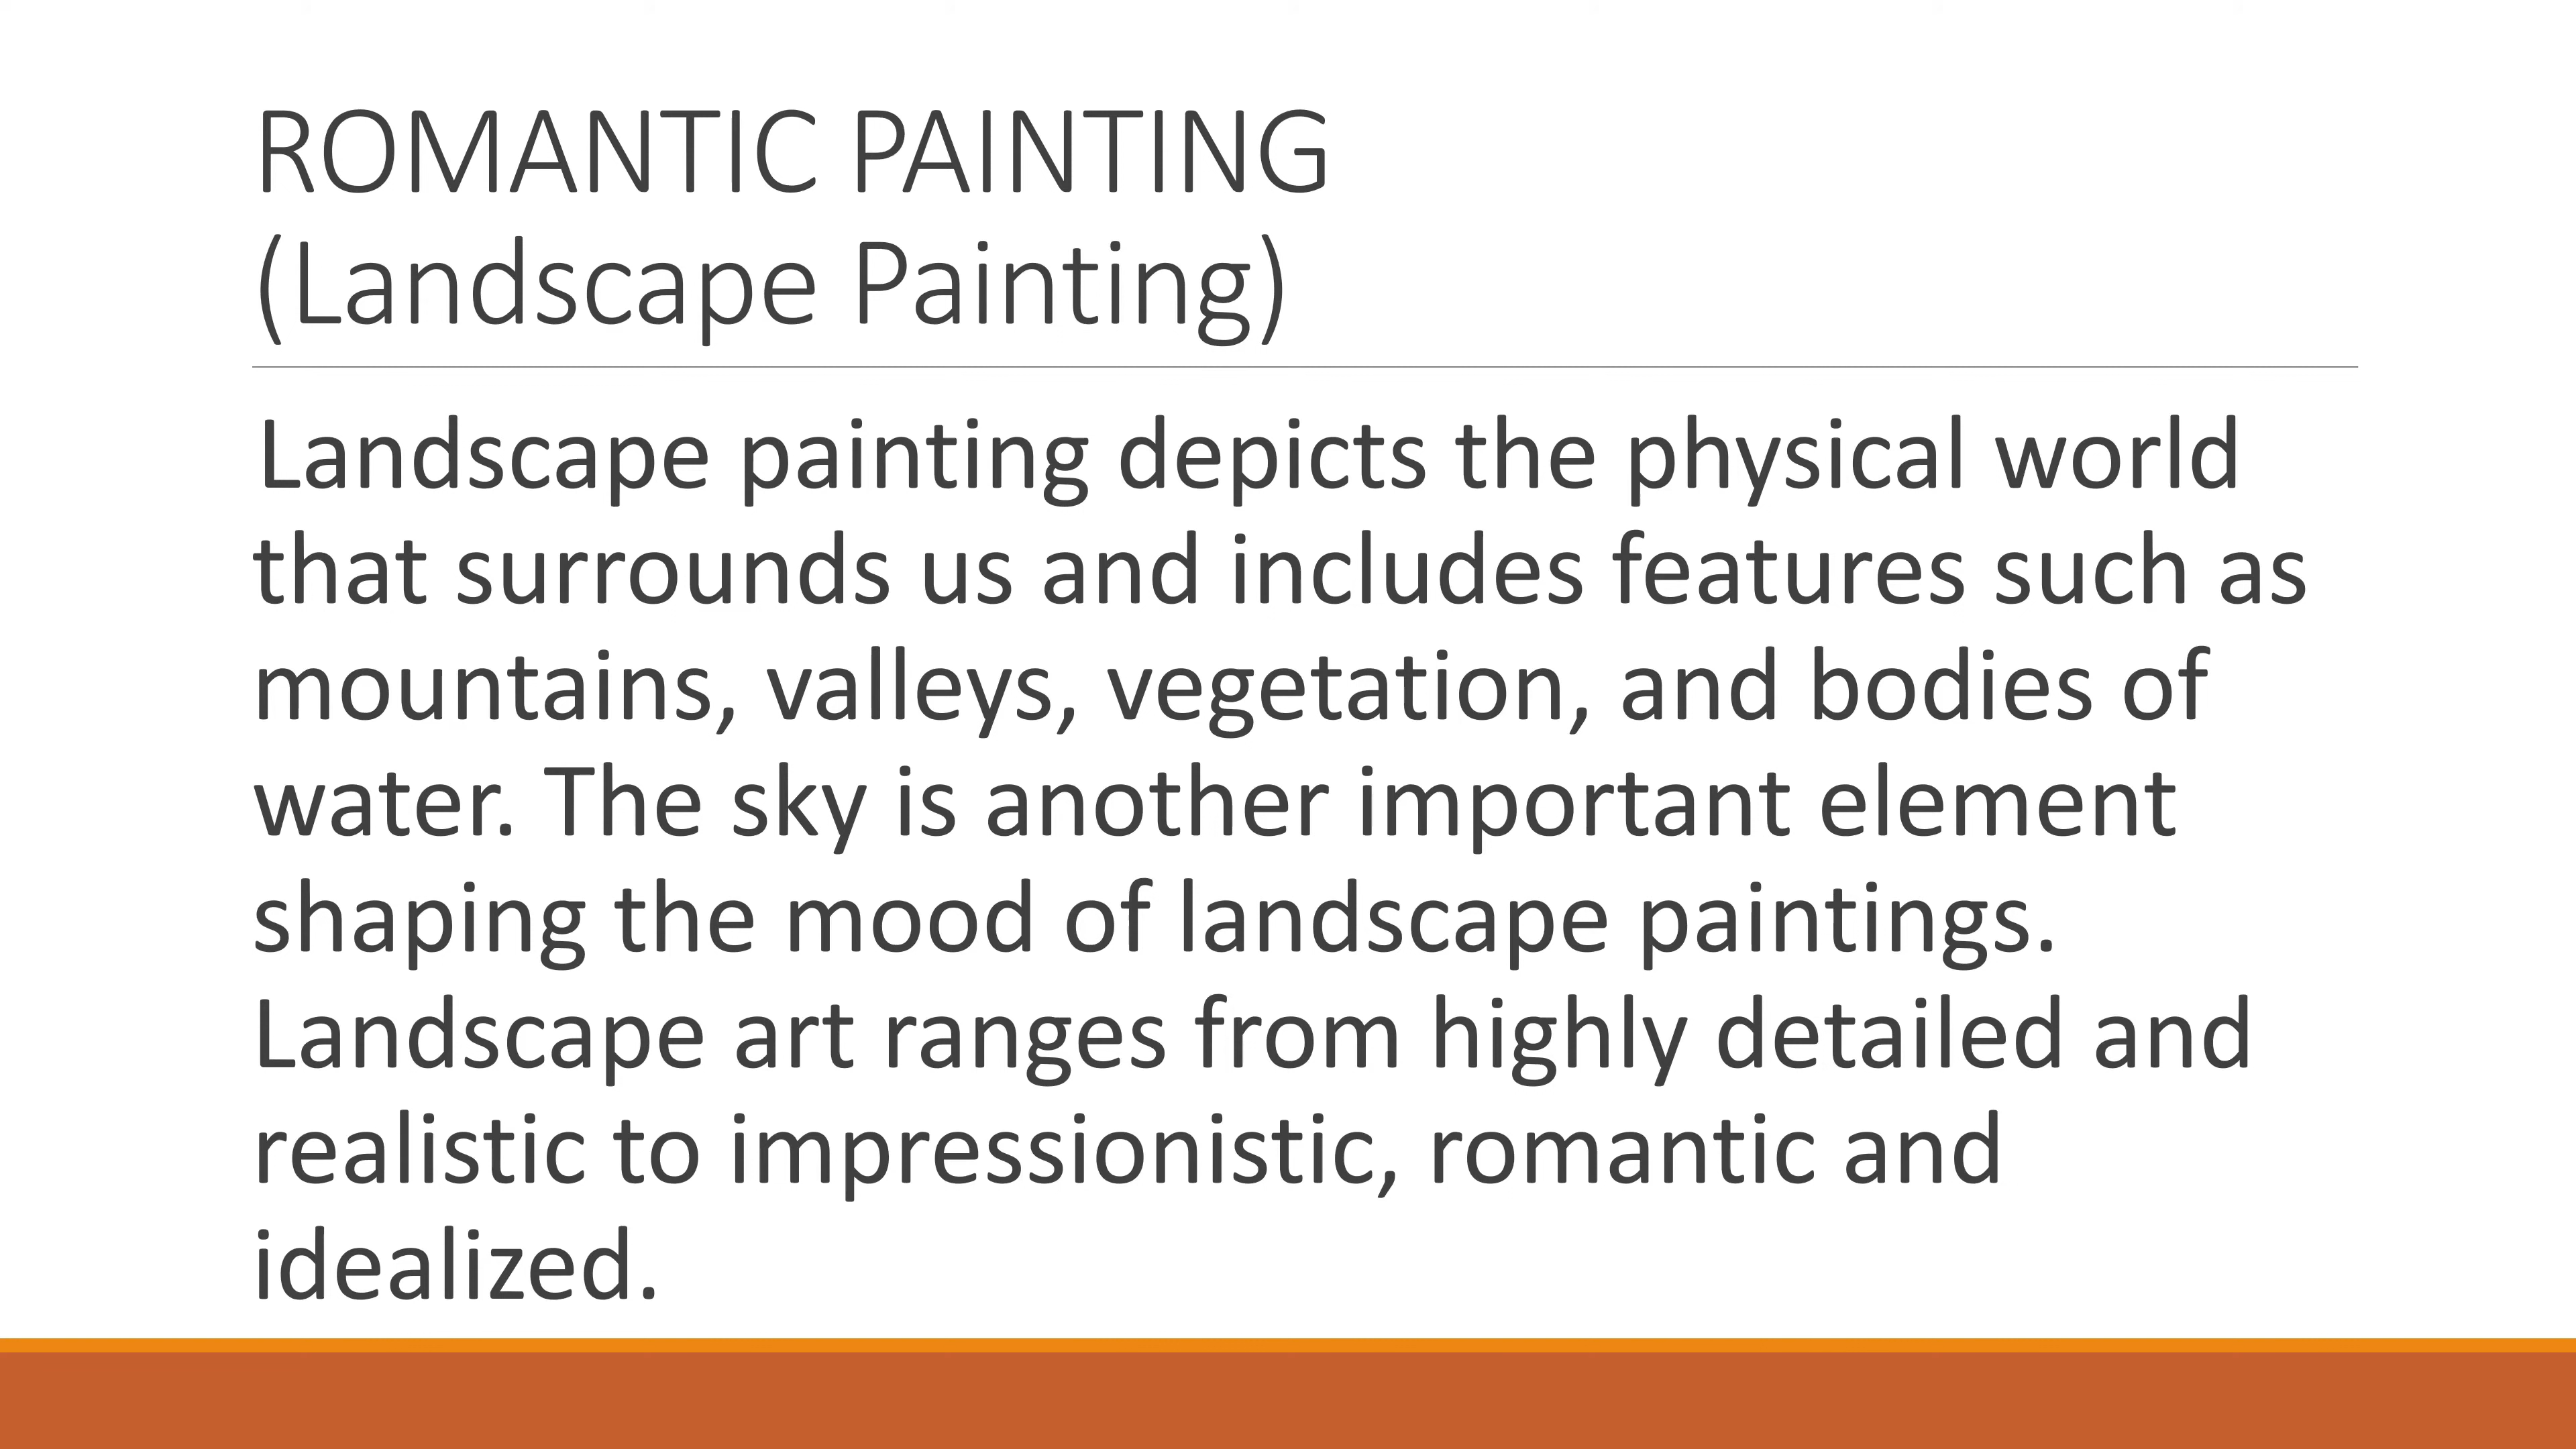 ROMANTIC PAINTING
(Landscape Painting)
Landscape painting depicts the physical world
that surrounds us and includes features such as
mountains, valleys, vegetation, and bodies of
water. The sky is another important element
shaping the mood of landscape paintings.
Landscape art ranges from highly detailed and
realistic to impressionistic, romantic and
idealized.